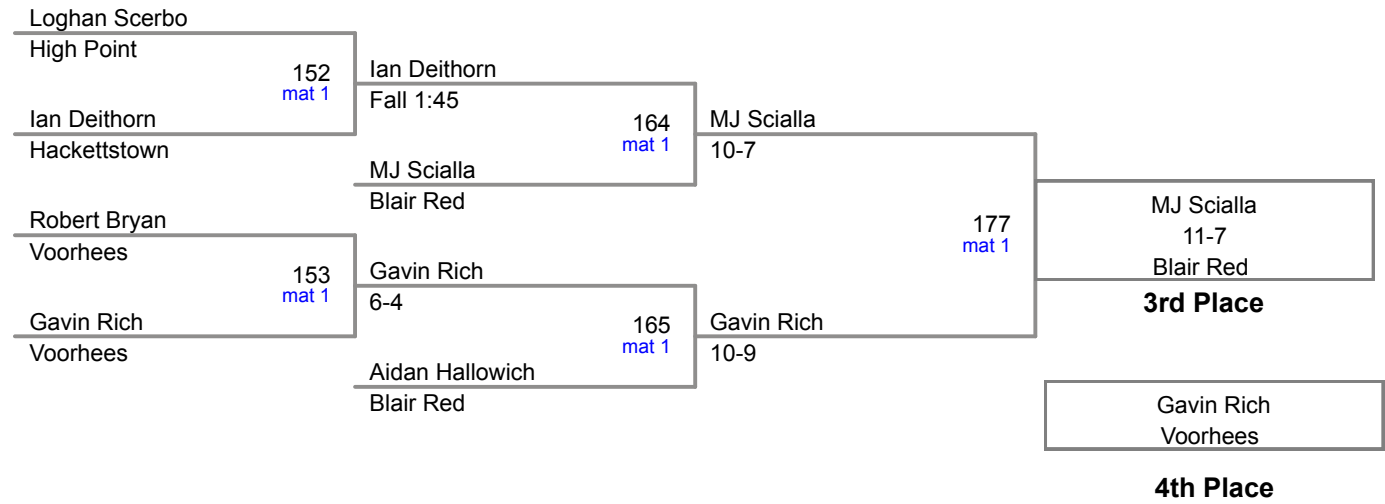 Loghan Scerbo
High Point
152
mat 1
Ian Deithorn
Hackettstown
Ian Deithorn
Fall 1:45
164
mat 1
MJ Scialla
Blair Red
MJ Scialla
10-7
Robert Bryan
Voorhees
153
mat 1
Gavin Rich
Voorhees
Gavin Rich
6-4
165
mat 1
Aidan Hallowich
Blair Red
Gavin Rich
10-9
177
mat 1
MJ Scialla
11-7
Blair Red
3rd Place
Gavin Rich
Voorhees
4th Place